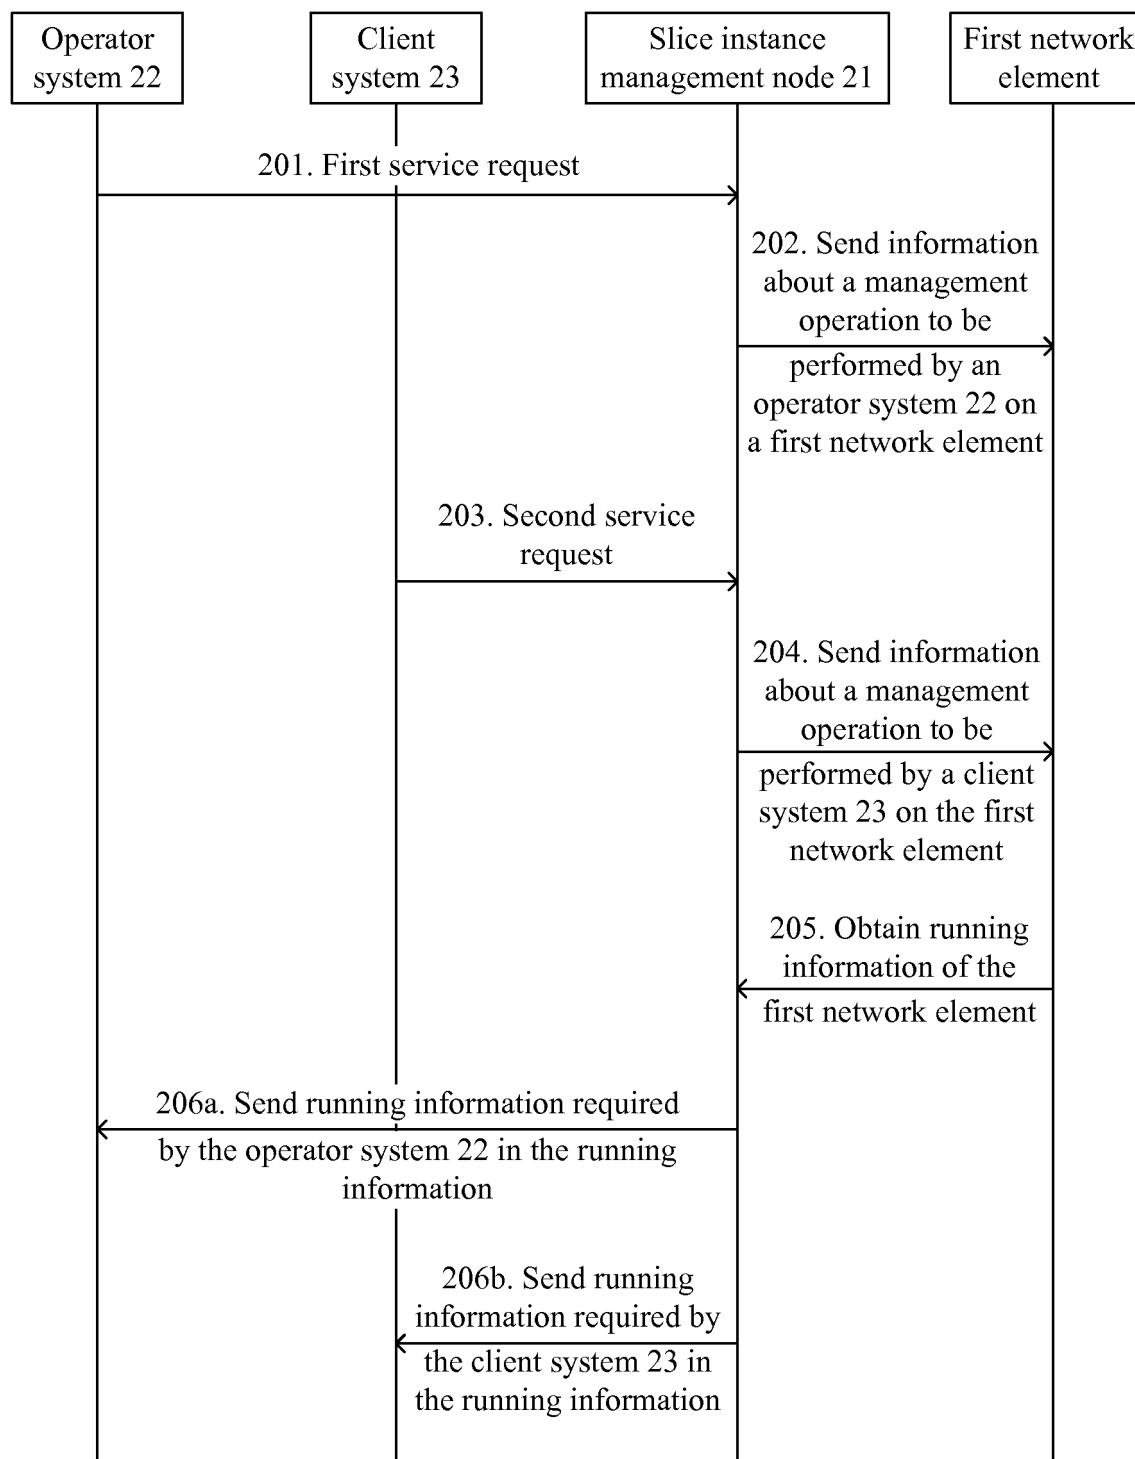 Operator
system 22
Client
system 23
Slice instance
management node 21
First network
element
201. First service request
202. Send information
about a management
operation to be
performed by an
operator system 22 on
a first network element
203. Second service
request
204. Send information
about a management
operation to be
performed by a client
system 23 on the first
network element
205. Obtain running
information of the
first network element
206a. Send running information required
by the operator system 22 in the running
information
206b. Send running
information required by
the client system 23 in
the running information